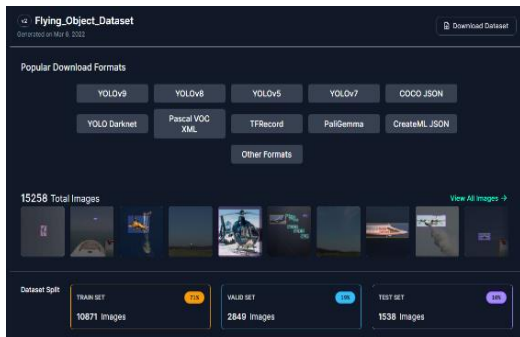 v2 Flying_Object_Dataset
Generated on Mar 8, 2022
Download Dataset
Popular Download Formats
YOLOv9 YOLOv8 YOLOv5 YOLOv7 COCO JSON
YOLO Darknet Pascal VOC XML TFRecord PaliGemma CreateML JSON
Other Formats
15258 Total Images
View All Images →
Dataset Split
TRAIN SET 71%
10871 Images
VALID SET 19%
2849 Images
TEST SET 10%
1538 Images